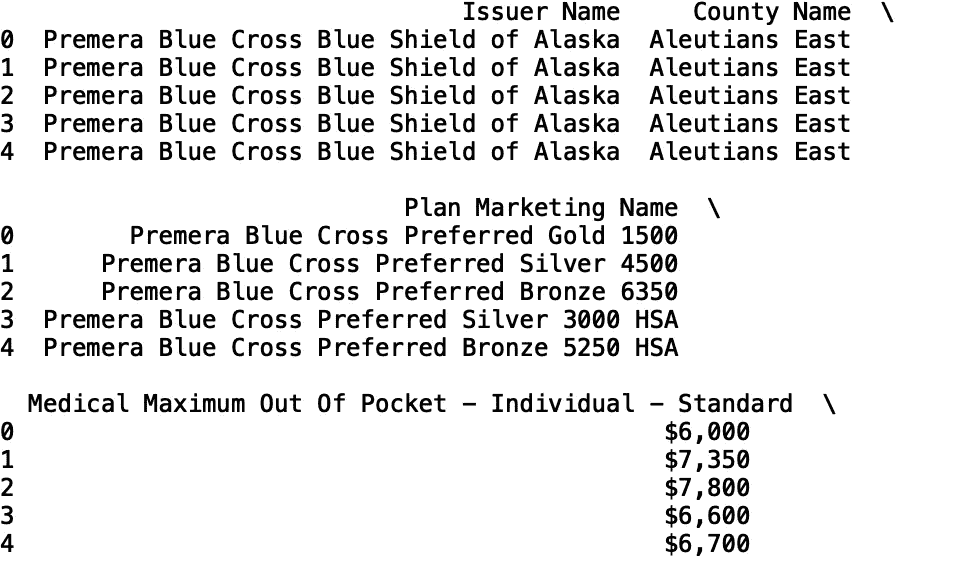 Issuer Name County Name \
0 Premera Blue Cross Blue Shield of Alaska Aleutians East
1 Premera Blue Cross Blue Shield of Alaska Aleutians East
2 Premera Blue Cross Blue Shield of Alaska Aleutians East
3 Premera Blue Cross Blue Shield of Alaska Aleutians East
4 Premera Blue Cross Blue Shield of Alaska Aleutians East
Plan Marketing Name \
0 Premera Blue Cross Preferred Gold 1500
1 Premera Blue Cross Preferred Silver 4500
2 Premera Blue Cross Preferred Bronze 6350
3 Premera Blue Cross Preferred Silver 3000 HSA
4 Premera Blue Cross Preferred Bronze 5250 HSA
Medical Maximum Out Of Pocket – Individual – Standard \
0 $6,000
1 $7,350
2 $7,800
3 $6,600
4 $6,700